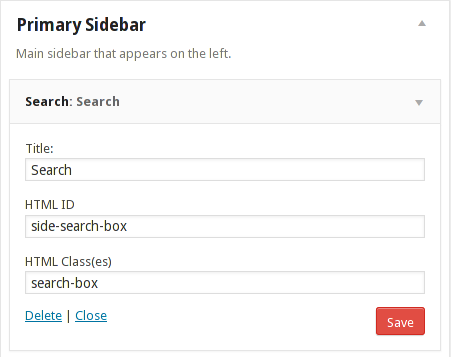 Primary Sidebar
Main sidebar that appears on the left.
Search: Search
Title:
Search
HTML ID
side-search-box
HTML Class(es)
search-box
Delete | Close
Save